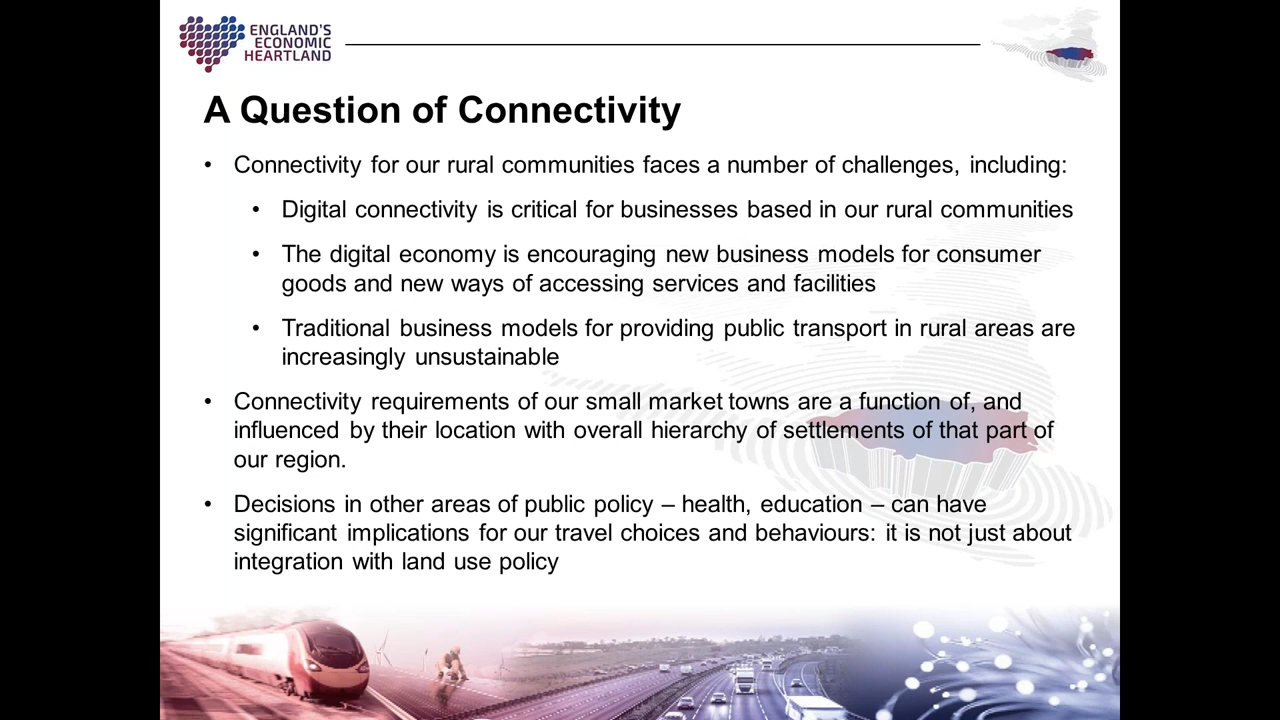 ENGLAND'S
ECONOMIC
HEARTLAND
A Question of Connectivity
• Connectivity for our rural communities faces a number of challenges, including:
• Digital connectivity is critical for businesses based in our rural communities
• The digital economy is encouraging new business models for consumer
goods and new ways of accessing services and facilities
• Traditional business models for providing public transport in rural areas are
increasingly unsustainable
• Connectivity requirements of our small market towns are a function of, and
influenced by their location with overall hierarchy of settlements of that part of
our region.
• Decisions in other areas of public policy – health, education – can have
significant implications for our travel choices and behaviours: it is not just about
integration with land use policy